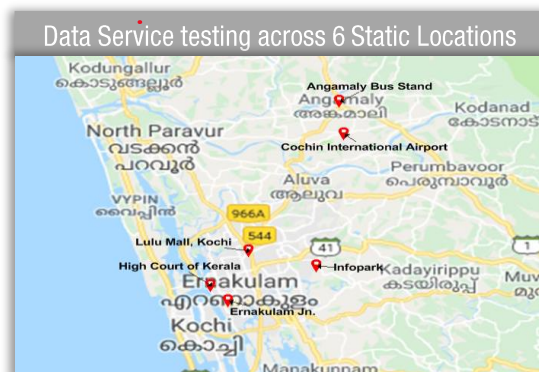 Data Service testing across 6 Static Locations
Kodungallur
കൊടുങ്ങല്ലൂർ
Angamaly Bus Stand
Angamaly
അങ്കമാലി
Kodanad
കോടനാട്
North Paravur
വടക്കൻ
പറവൂർ
Cochin International Airport
Perumbavoor
പെരുമ്പാവൂർ
Aluva
ആലുവ
VYPIN
വൈപ്പിൻ
966A
544
Lulu Mall, Kochi
41
1
High Court of Kerala
Infopark
Kadayirippu
കടയിരുപ്പ്
Muv
Ernakulam
എറണാകുളം
Ernakulam Jn.
Kochi
കൊച്ചി
Manakunnam